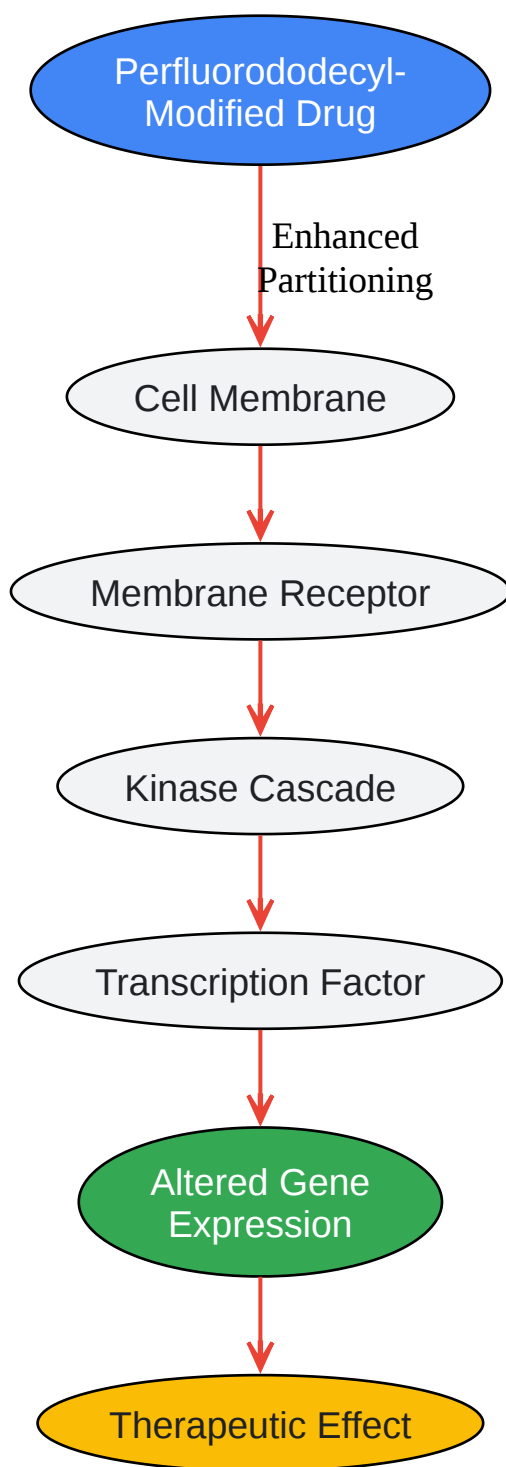 Perfluorododecyl-
Modified Drug
Enhanced
Partitioning
Cell Membrane
Membrane Receptor
Kinase Cascade
Transcription Factor
Altered Gene
Expression
Therapeutic Effect